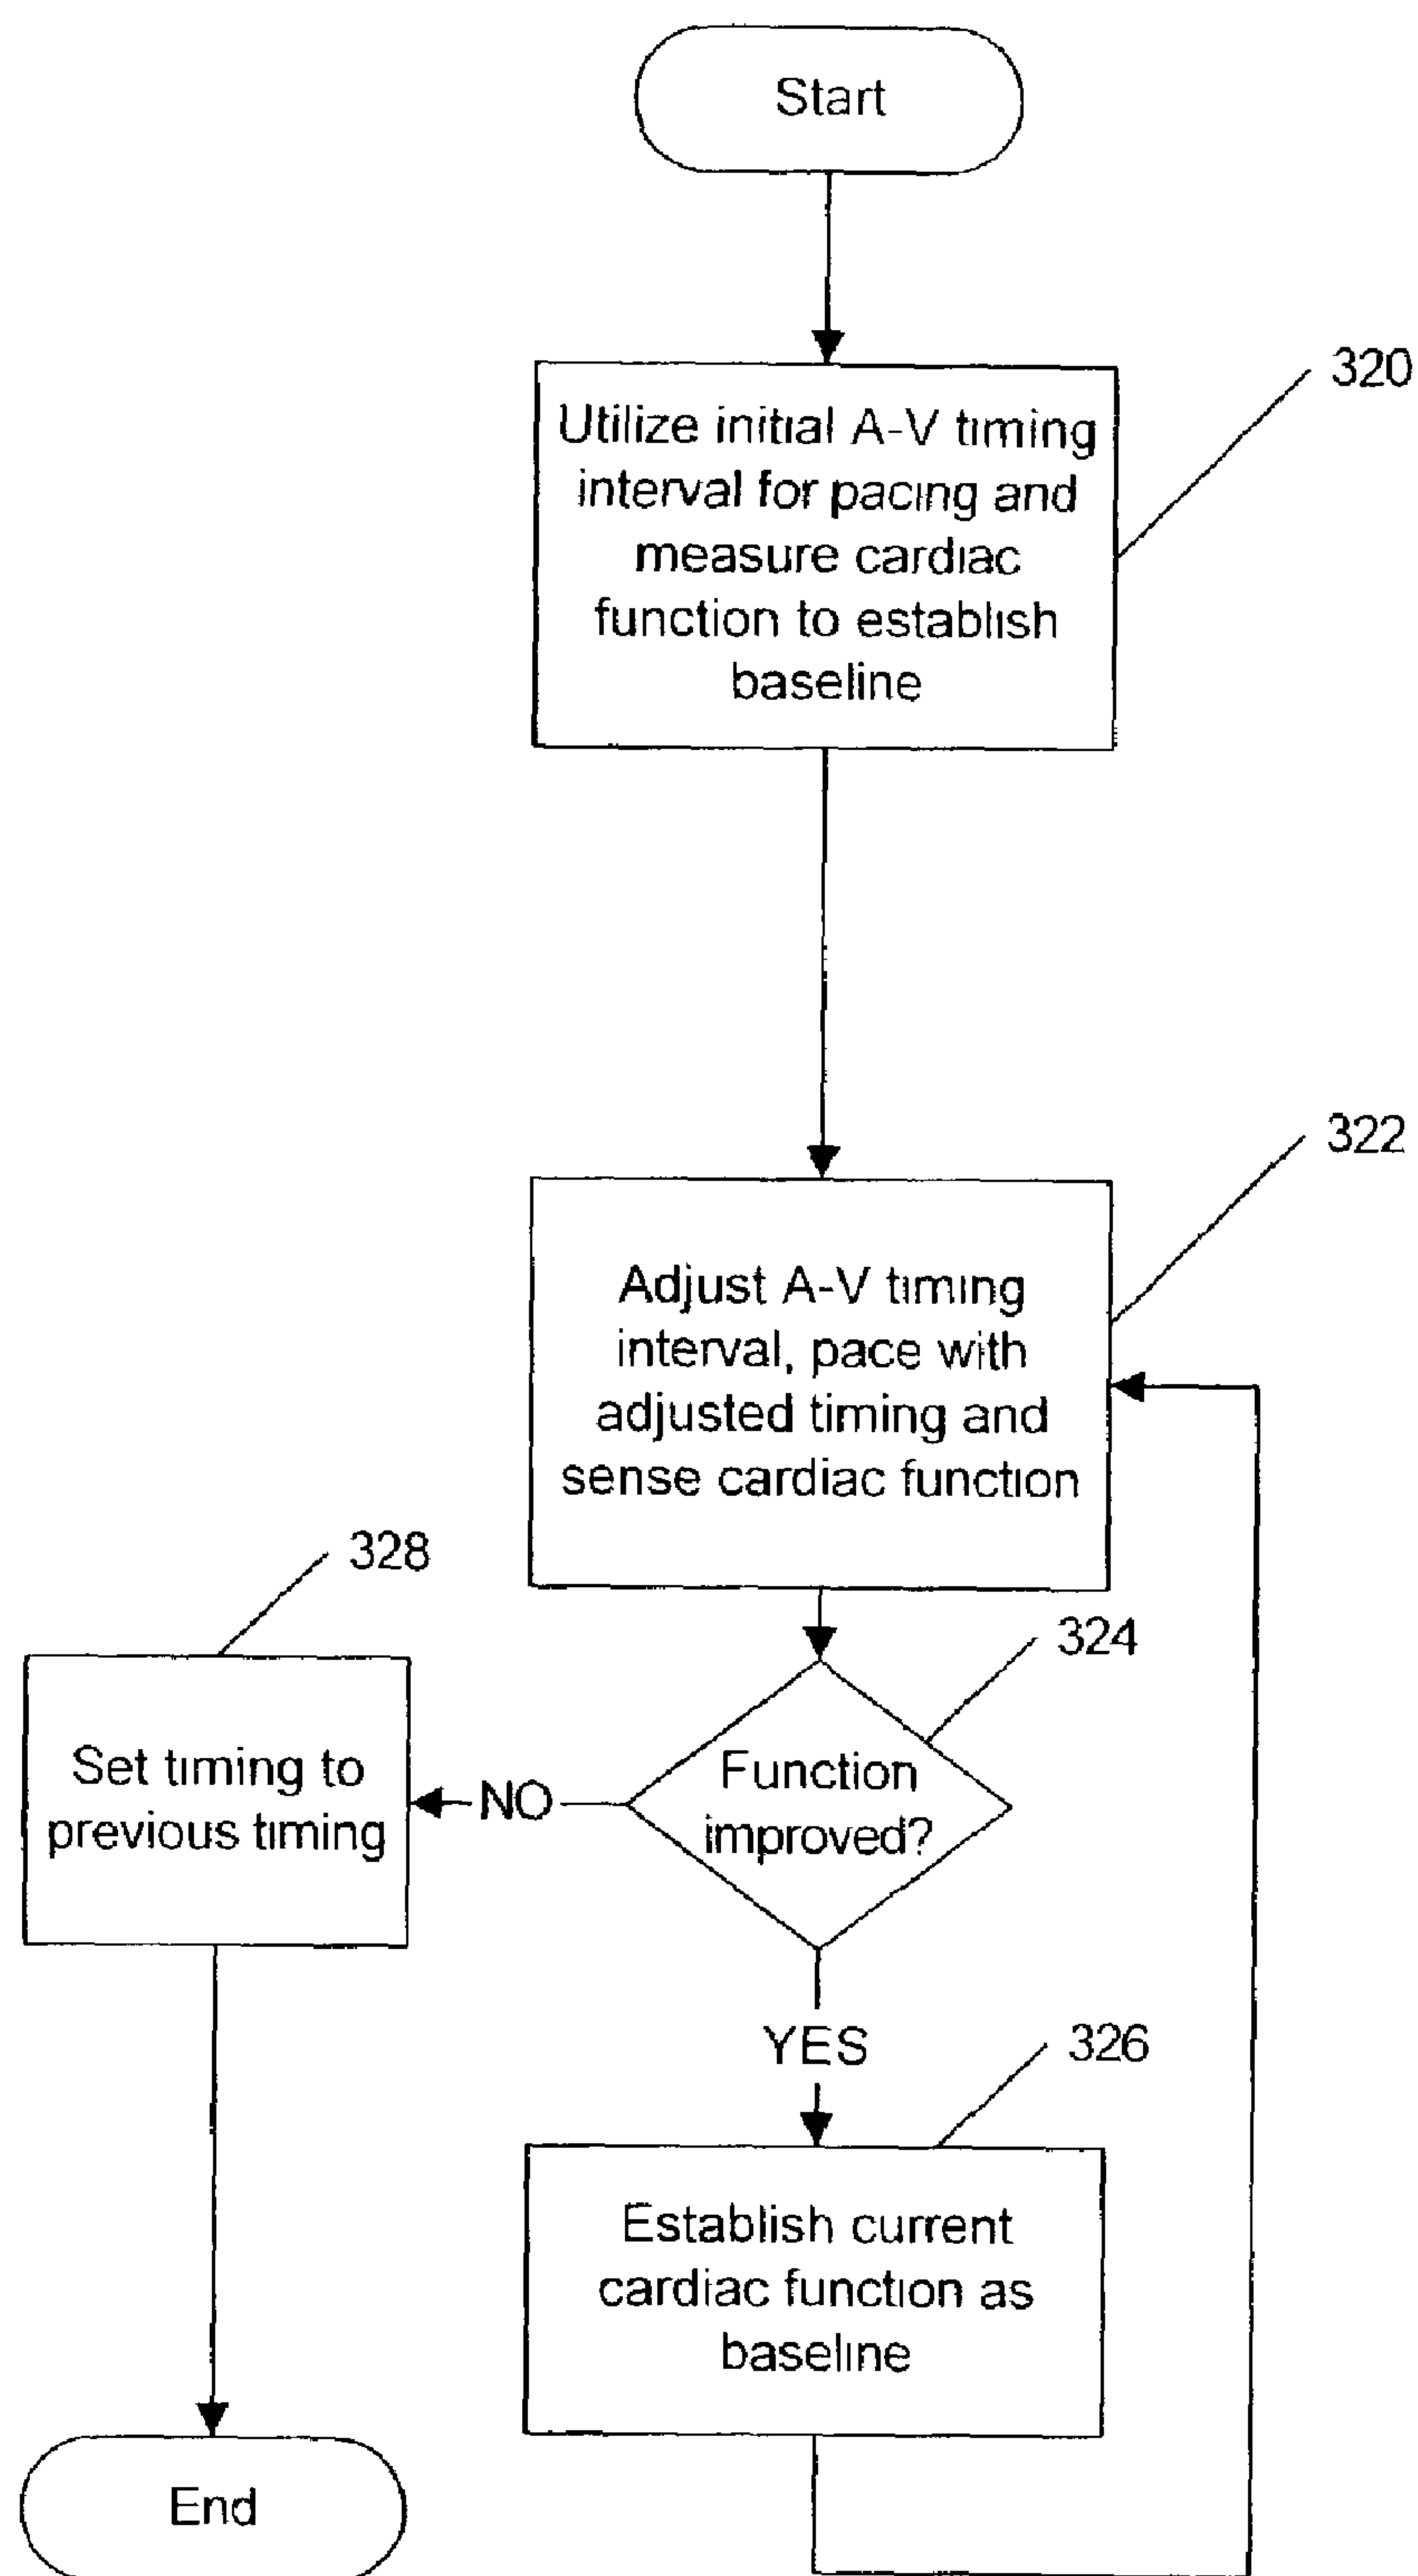 Start
320
Utilize initial A-V timing
interval for pacing and
measure cardiac
function to establish
baseline
322
Adjust A-V timing
interval, pace with
adjusted timing and
sense cardiac function
328
324
Set timing to
previous timing
NO
Function
improved?
YES
326
Establish current
cardiac function as
baseline
End